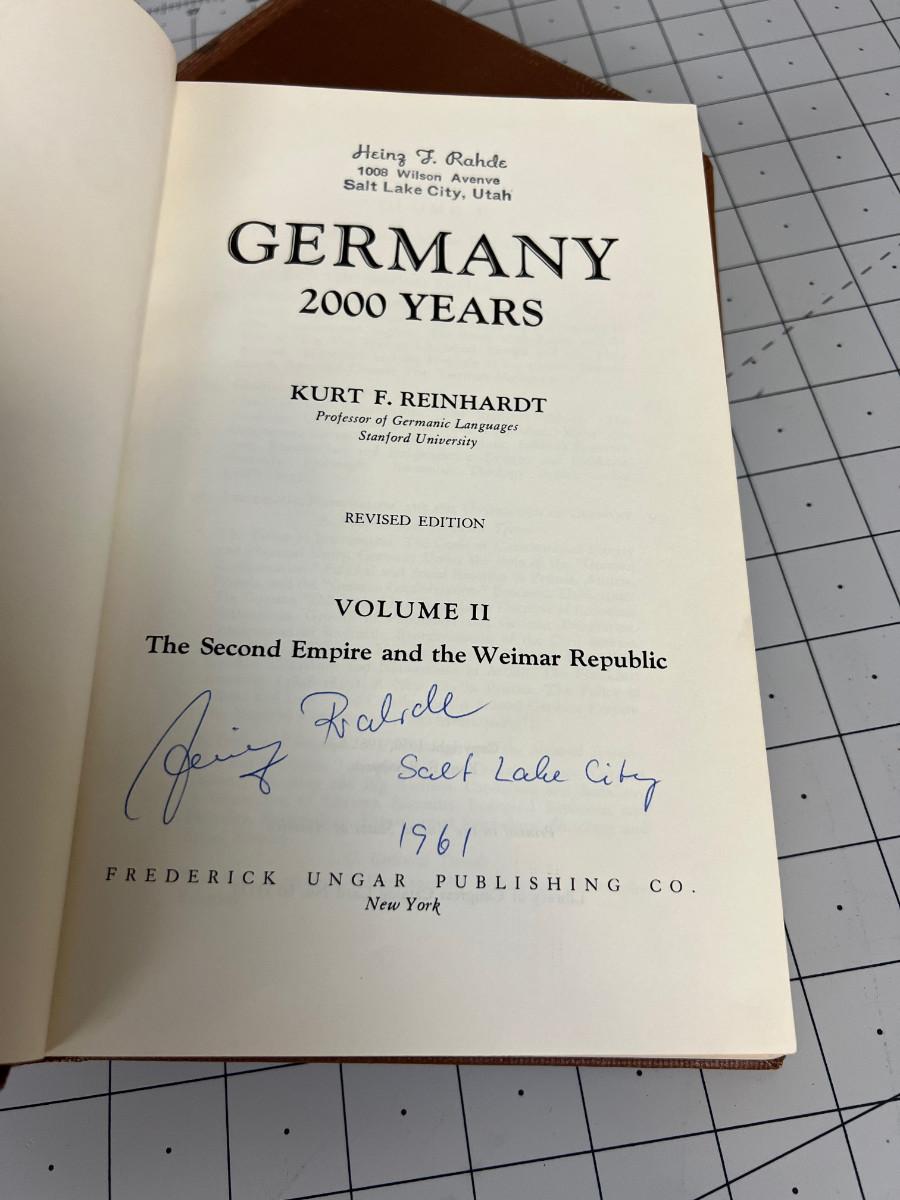 Heinz F. Rahde
1008 Wilson Avenve
Salt Lake City, Utah
GERMANY
2000 YEARS
KURT F. REINHARDT
Professor of Germanic Languages
Stanford University
REVISED EDITION
VOLUME II
The Second Empire and the Weimar Republic
Heinz Rahde
Salt Lake City
1961
FREDERICK UNGAR PUBLISHING CO.
New York